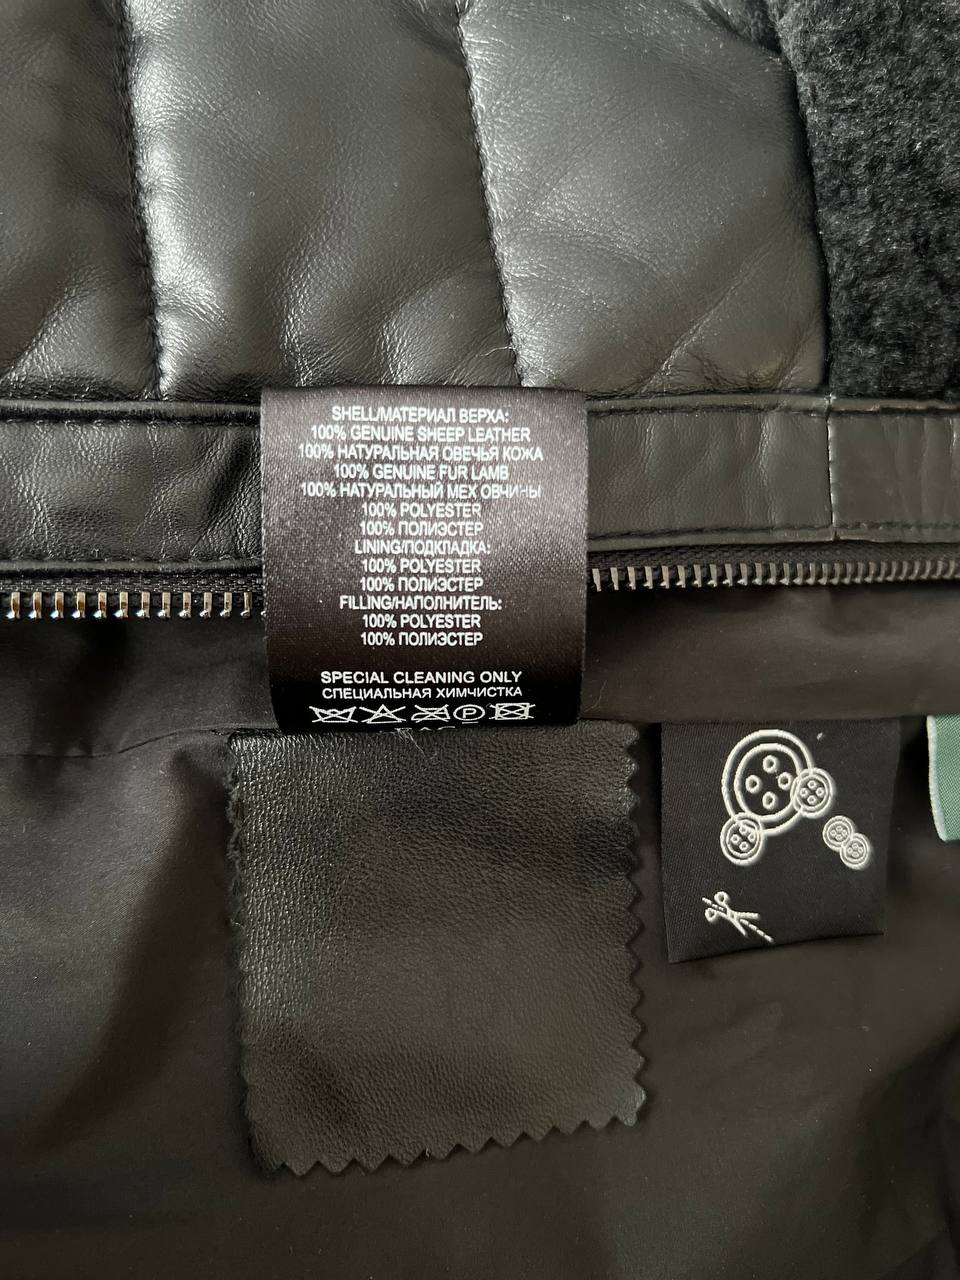 SHELL/МАТЕРИАЛ ВЕРХА:
100% GENUINE SHEEP LEATHER
100% НАТУРАЛЬНАЯ ОВЕЧЬЯ КОЖА
100% GENUINE FUR LAMB
100% НАТУРАЛЬНЫЙ МЕХ ОВЧИНЫ
100% POLYESTER
100% ПОЛИЭСТЕР
LINING/ПОДКЛАДКА:
100% POLYESTER
100% ПОЛИЭСТЕР
FILLING/НАПОЛНИТЕЛЬ:
100% POLYESTER
100% ПОЛИЭСТЕР
SPECIAL CLEANING ONLY
СПЕЦИАЛЬНАЯ ХИМЧИСТКА
P